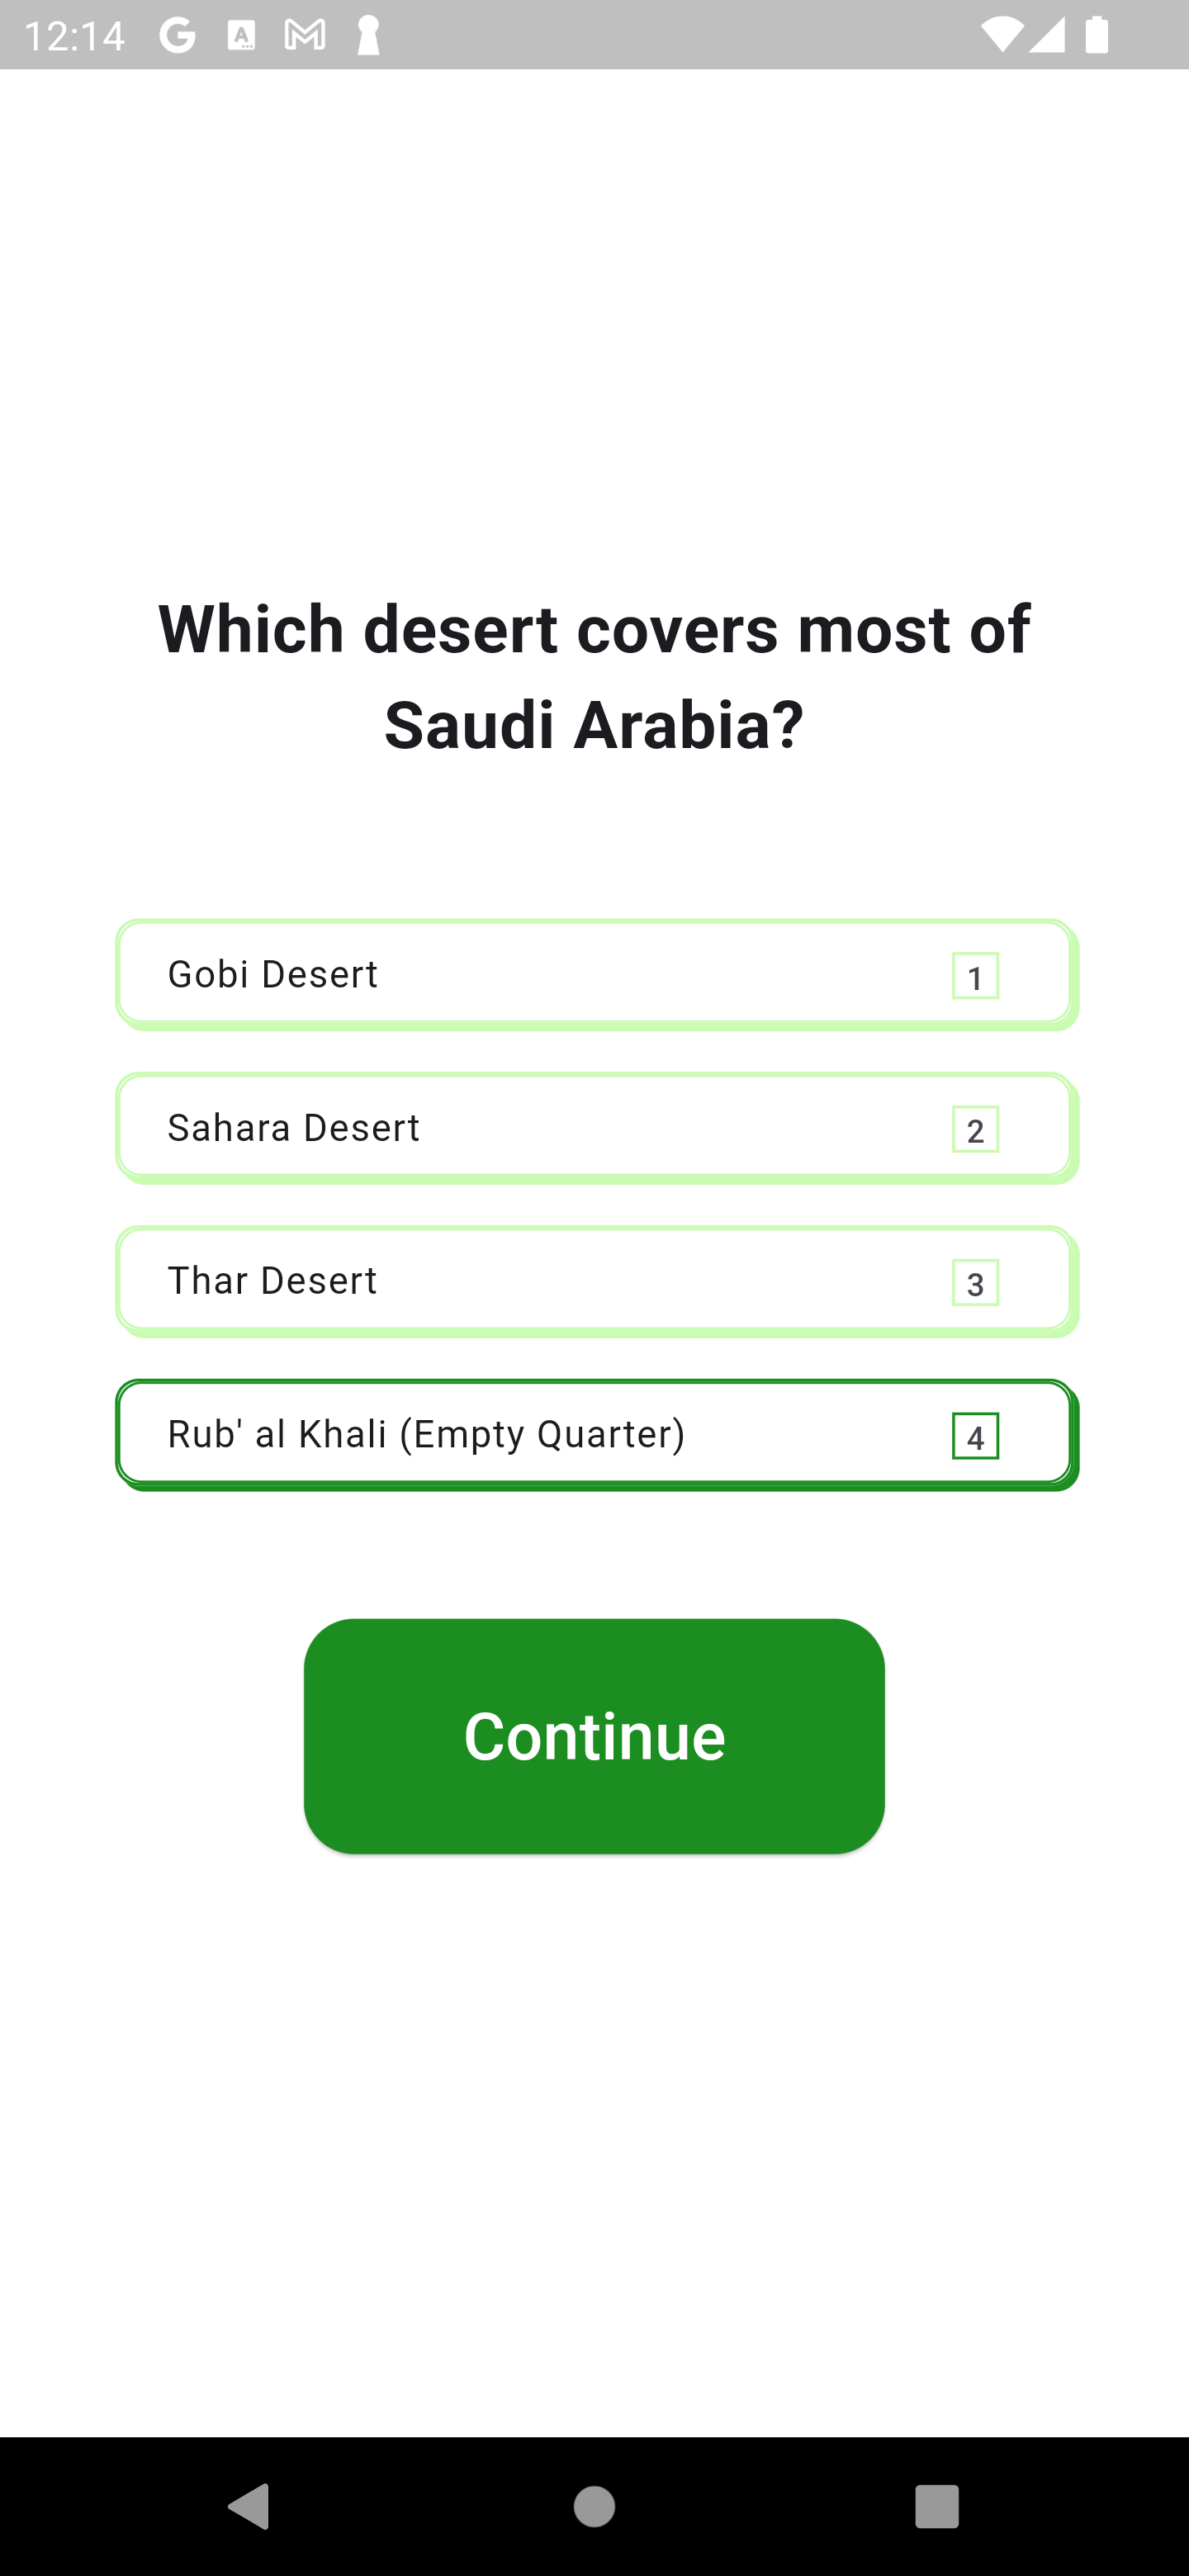 12:14
Which desert covers most of
Saudi Arabia?
Gobi Desert 1
Sahara Desert 2
Thar Desert 3
Rub' al Khali (Empty Quarter) 4
Continue